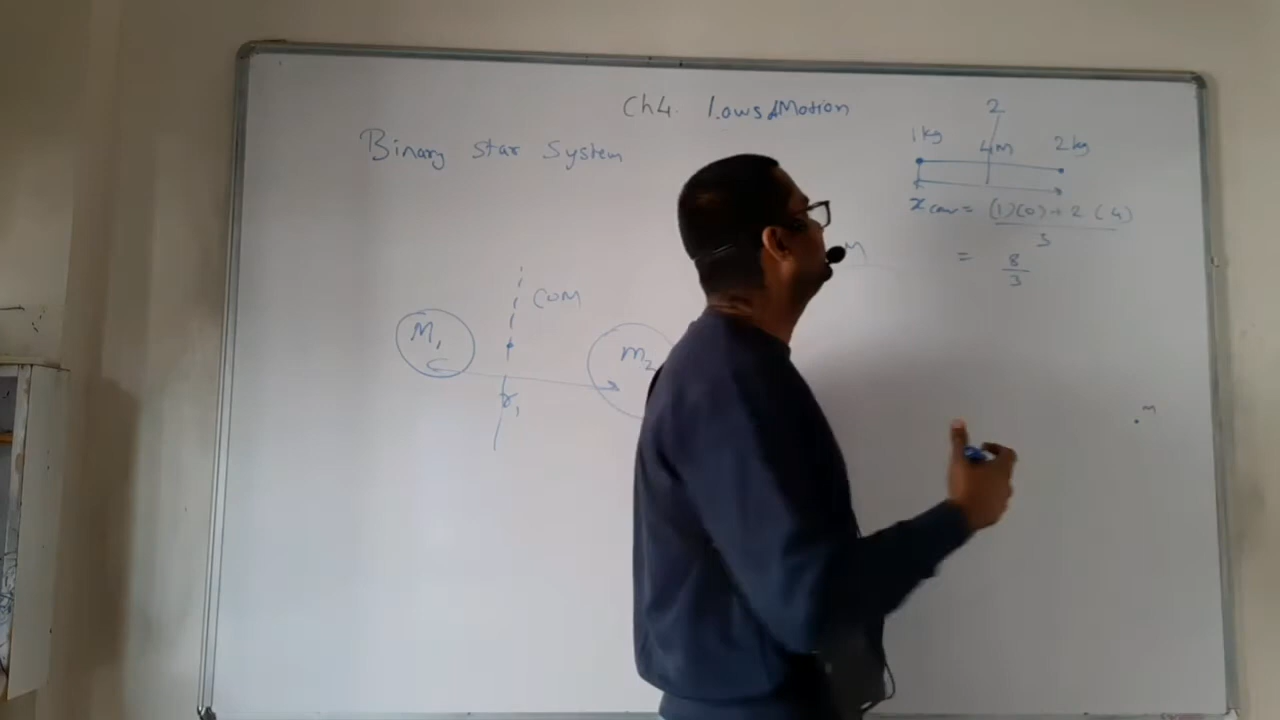 Ch4. Laws of Motion
Binary Star System
2
1kg 4m 2kg
x com = (1)(0) + 2 (4)
3
= 8
3
COM
M1
m2
r1
M
m